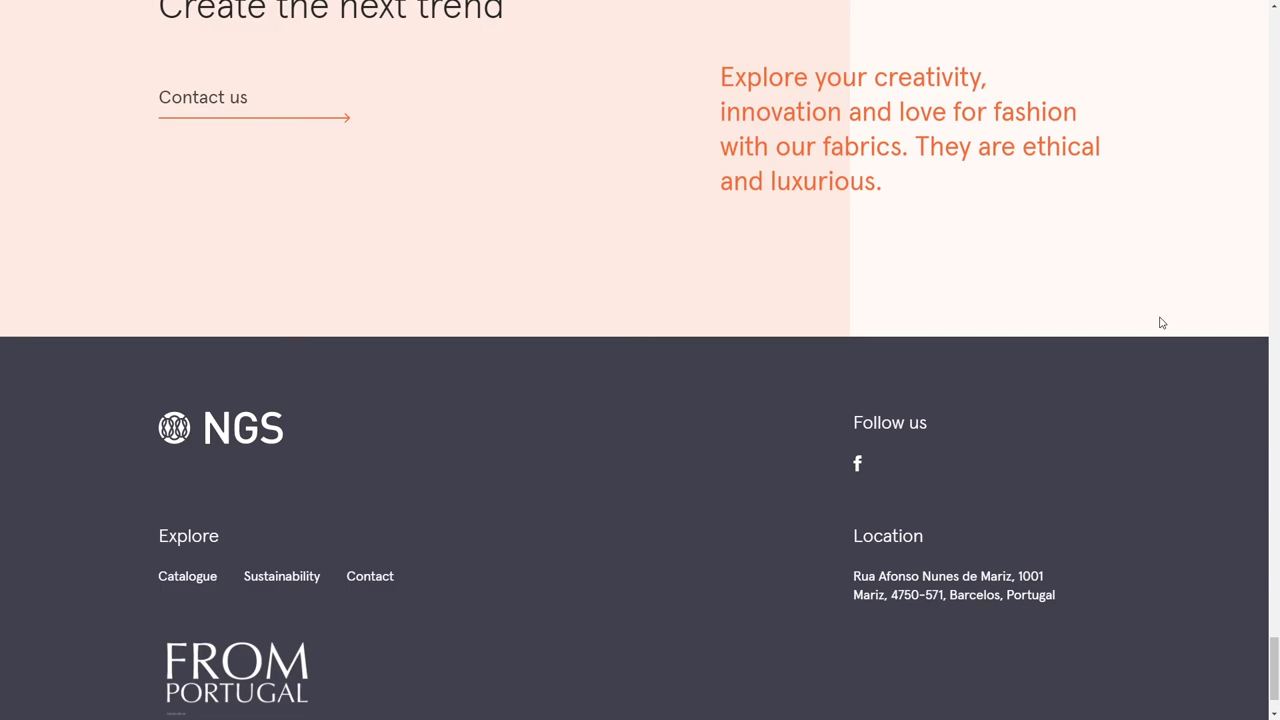 Create the next trend
Contact us
Explore your creativity,
innovation and love for fashion
with our fabrics. They are ethical
and luxurious.
NGS
Follow us
Explore
Catalogue Sustainability Contact
Location
Rua Afonso Nunes de Mariz, 1001
Mariz, 4750-571, Barcelos, Portugal
FROM
PORTUGAL